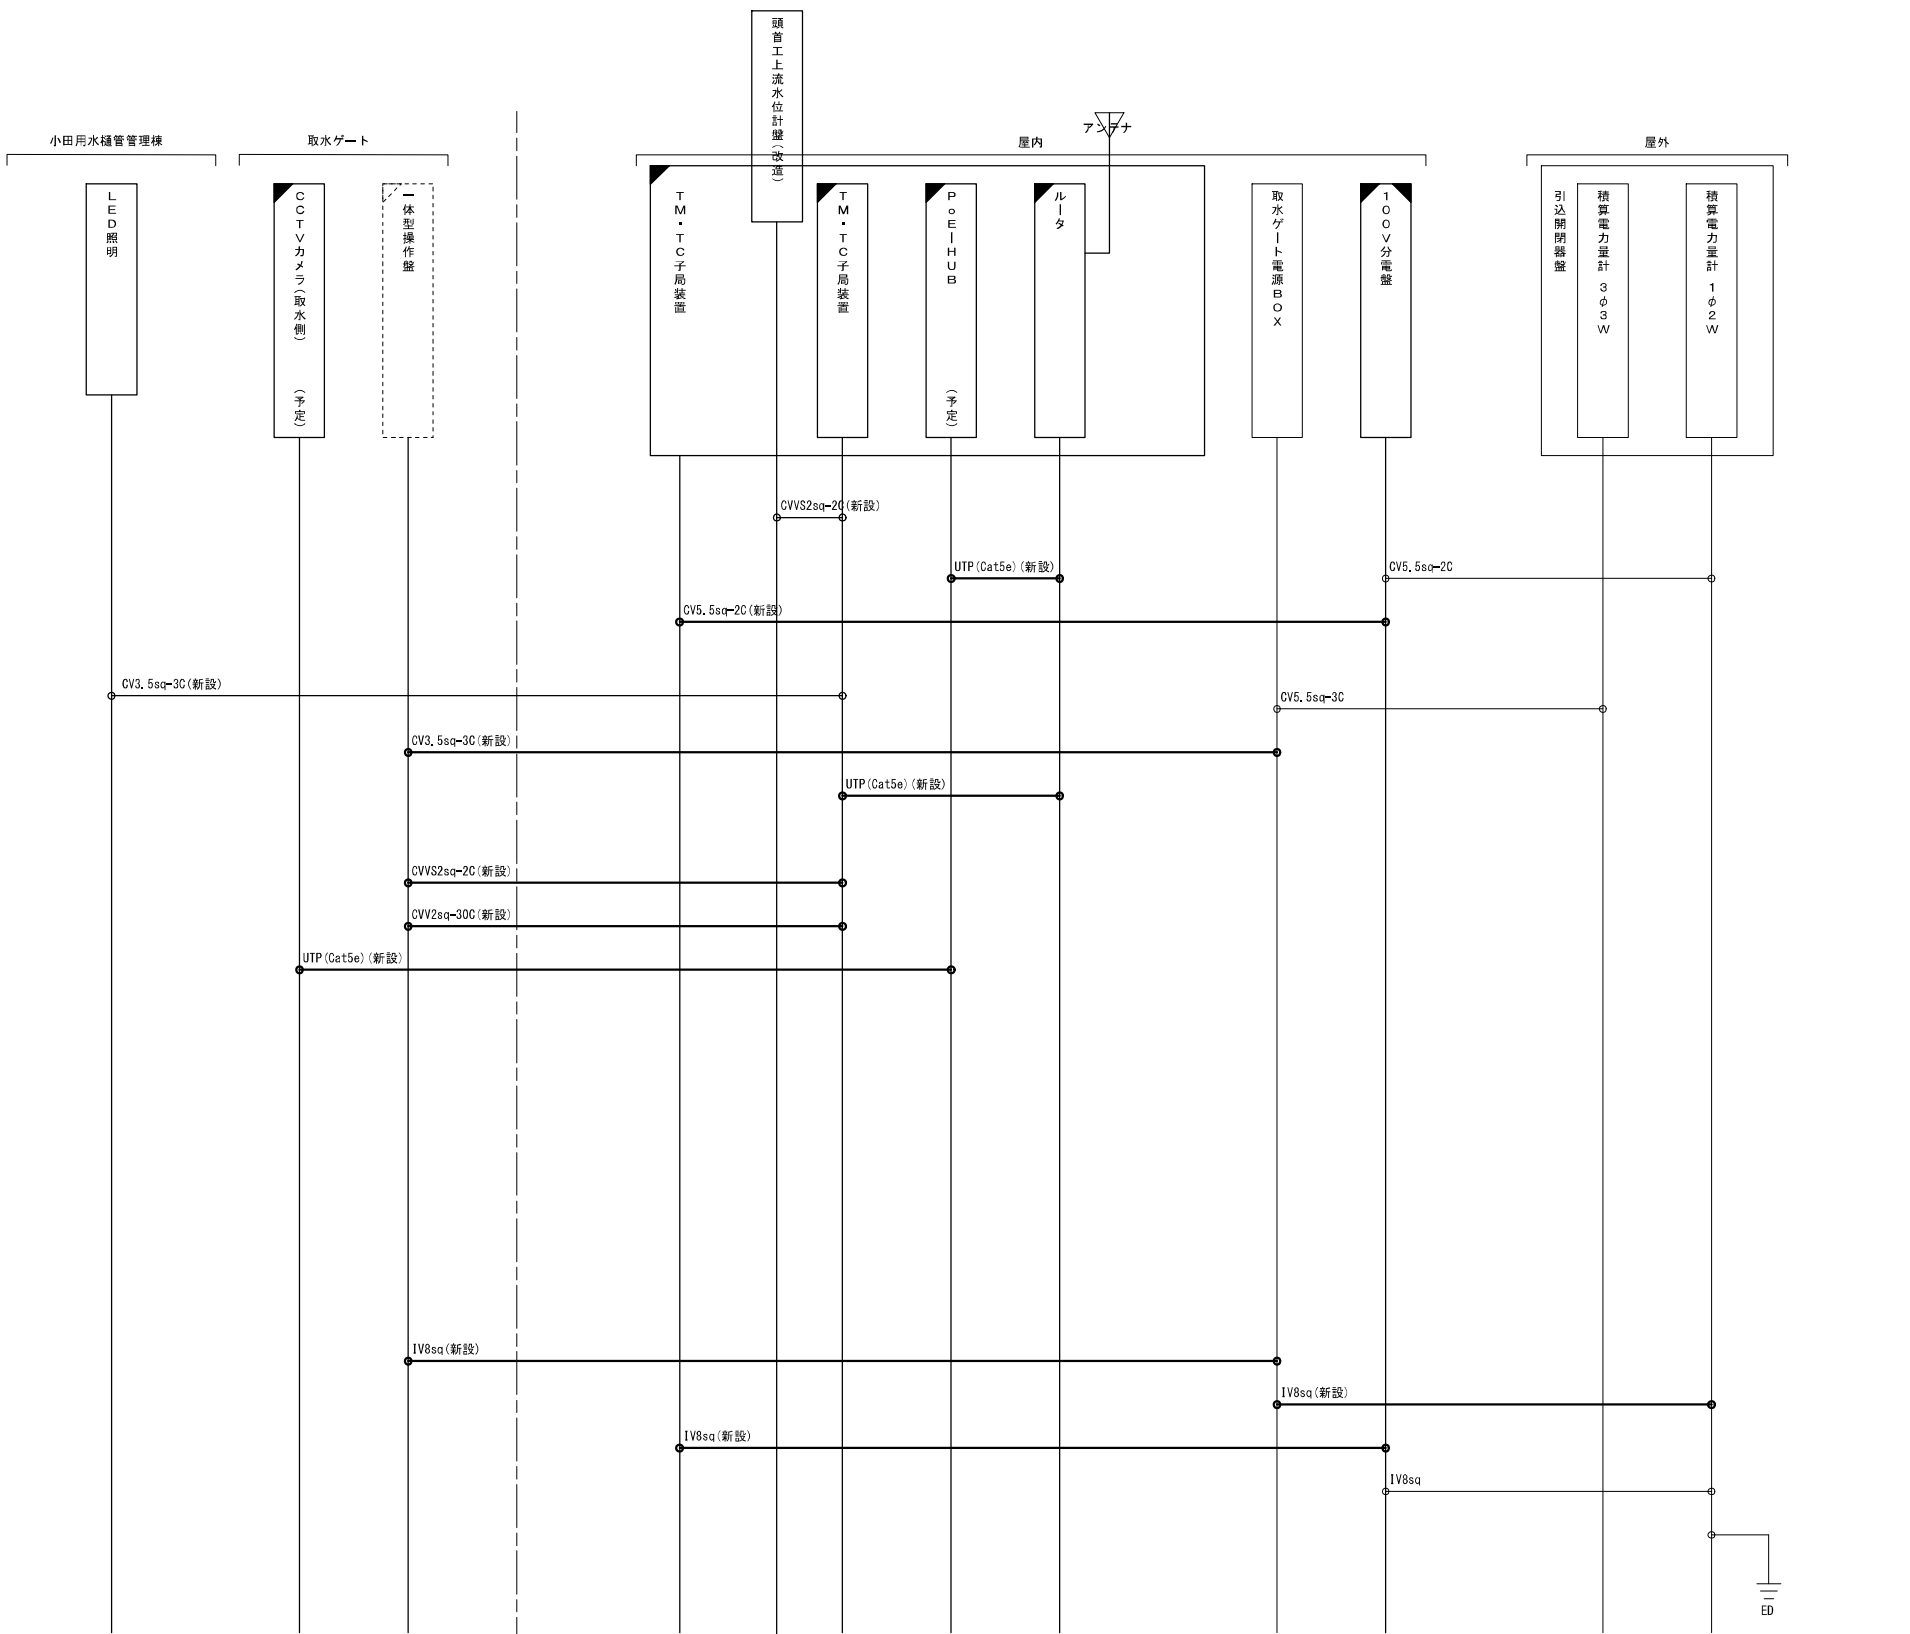 頭首工上流水位計盤（改造）
アンテナ
小田用水樋管管理棟
取水ゲート
屋内
屋外
LED照明
CCTVカメラ（取水側）　（予定）
一体型操作盤
TM・TC子局装置
TM・TC子局装置
PoE－HUB　（予定）
ルータ
取水ゲート電源BOX
100V分電盤
引込開閉器盤
積算電力量計　3φ3W
積算電力量計　1φ2W
CVVS2sq-2C(新設)
UTP(Cat5e)(新設)
CV5.5sq-2C
CV5.5sq-2C(新設)
CV3.5sq-3C(新設)
CV5.5sq-3C
CV3.5sq-3C(新設)
UTP(Cat5e)(新設)
CVVS2sq-2C(新設)
CVV2sq-30C(新設)
UTP(Cat5e)(新設)
IV8sq(新設)
IV8sq(新設)
IV8sq(新設)
IV8sq
ED